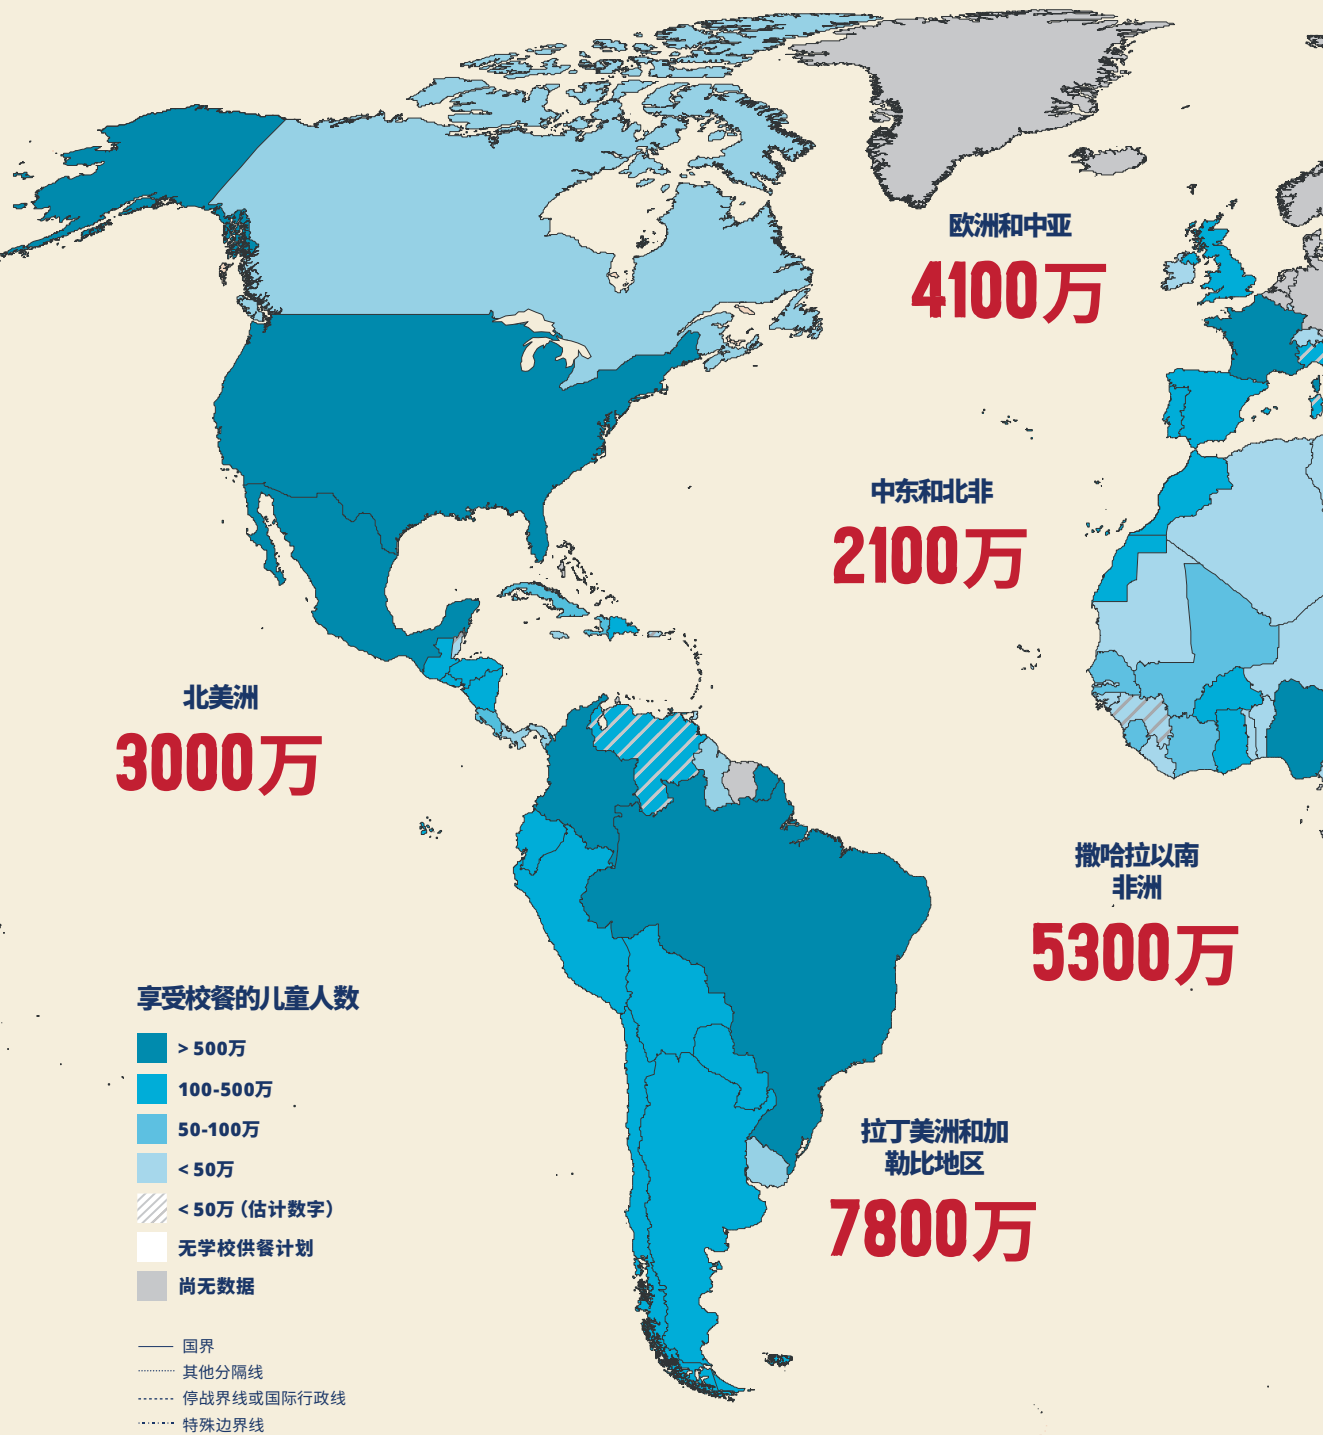 欧洲和中亚
4100万
中东和北非
2100万
北美洲
3000万
撒哈拉以南
非洲
5300万
拉丁美洲和加
勒比地区
7800万
享受校餐的儿童人数
> 500万
100-500万
50-100万
< 50万
< 50万（估计数字）
无学校供餐计划
尚无数据
国界
其他分隔线
停战界线或国际行政线
特殊边界线